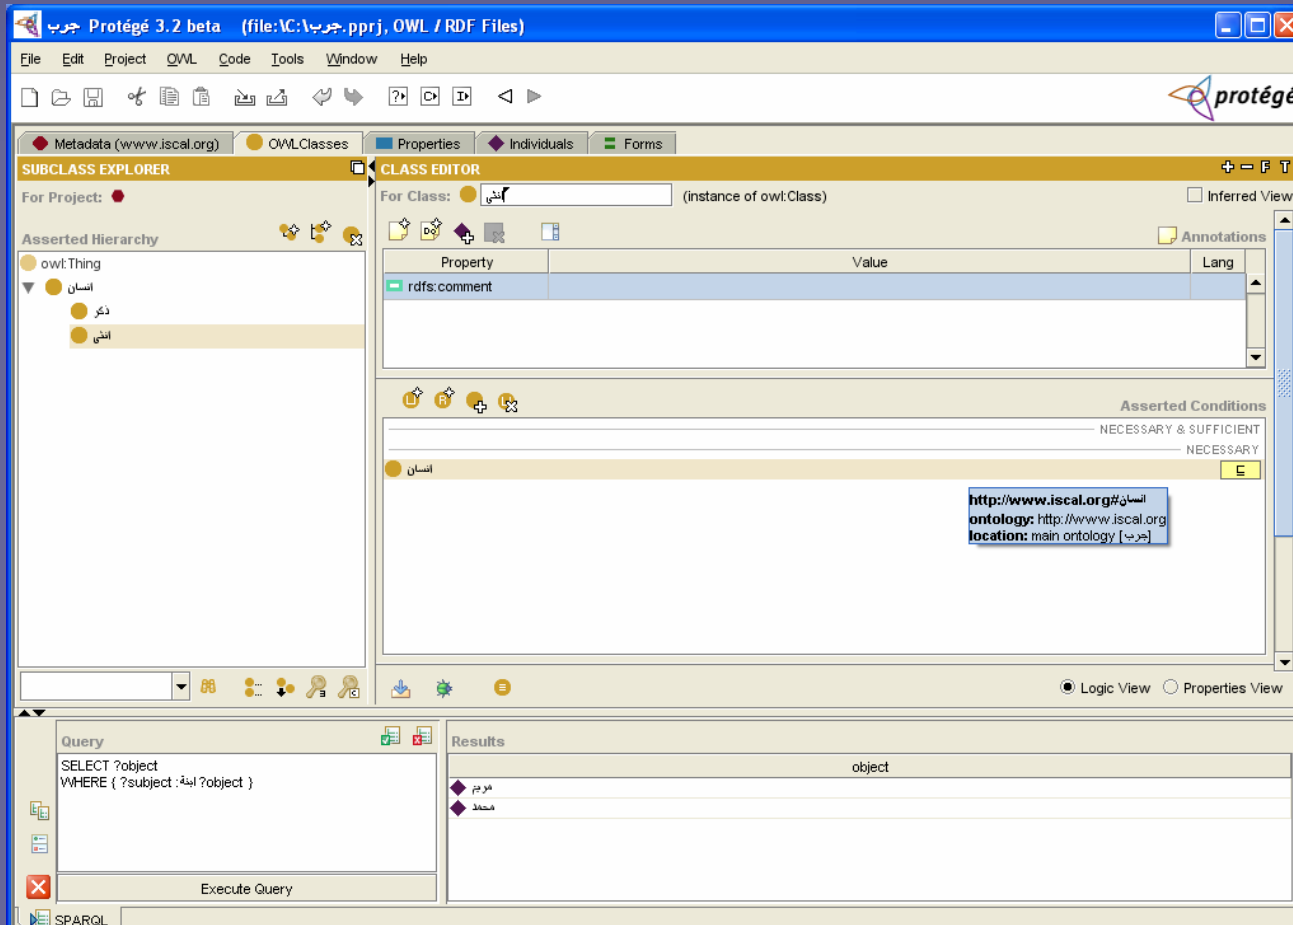 جرب Protégé 3.2 beta (file:\C:\جرب.pprj, OWL / RDF Files)
File Edit Project OWL Code Tools Window Help
protégé
Metadata (www.iscal.org) OWLClasses Properties Individuals Forms
SUBCLASS EXPLORER
For Project:
Asserted Hierarchy
owl:Thing
انسان
ذكر
انثى
CLASS EDITOR
For Class: انثى (instance of owl:Class) Inferred View
Annotations
Property Value Lang
rdfs:comment
Asserted Conditions
NECESSARY & SUFFICIENT
NECESSARY
انسان
http://www.iscal.org#انسان
ontology: http://www.iscal.org
location: main ontology [جرب]
Logic View Properties View
Query
SELECT ?object
WHERE { ?subject :ابنة ?object }
Execute Query
Results
object
مريم
محمد
SPARQL